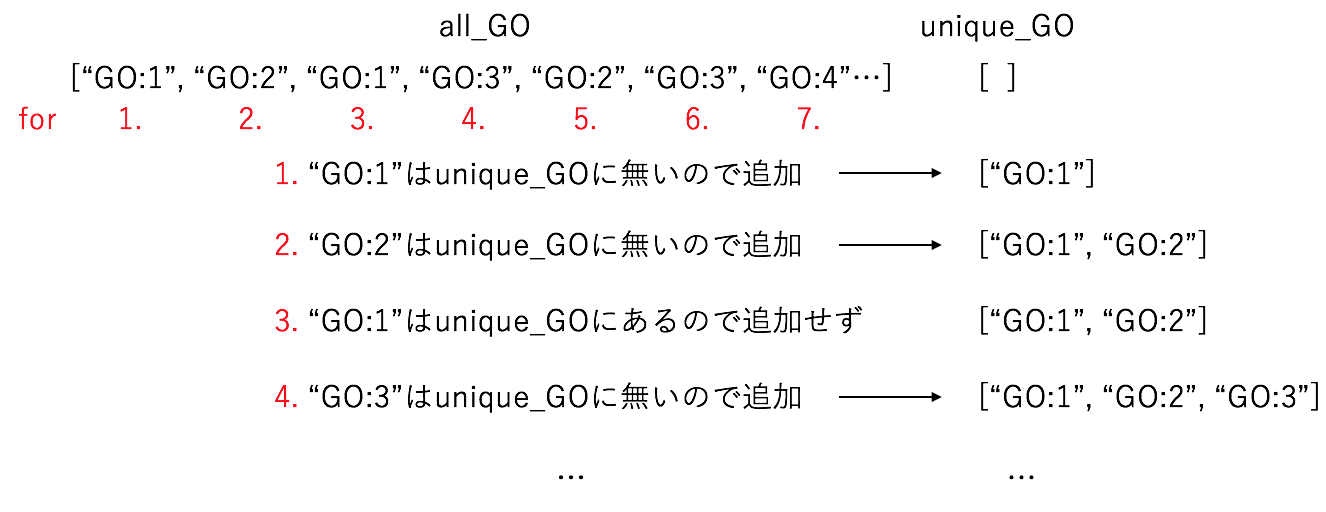 all_GO unique_GO
[“GO:1”, “GO:2”, “GO:1”, “GO:3”, “GO:2”, “GO:3”, “GO:4”…] [ ]
for 1. 2. 3. 4. 5. 6. 7.
1. “GO:1”はunique_GOに無いので追加 [“GO:1”]
2. “GO:2”はunique_GOに無いので追加 [“GO:1”, “GO:2”]
3. “GO:1”はunique_GOにあるので追加せず [“GO:1”, “GO:2”]
4. “GO:3”はunique_GOに無いので追加 [“GO:1”, “GO:2”, “GO:3”]
… …